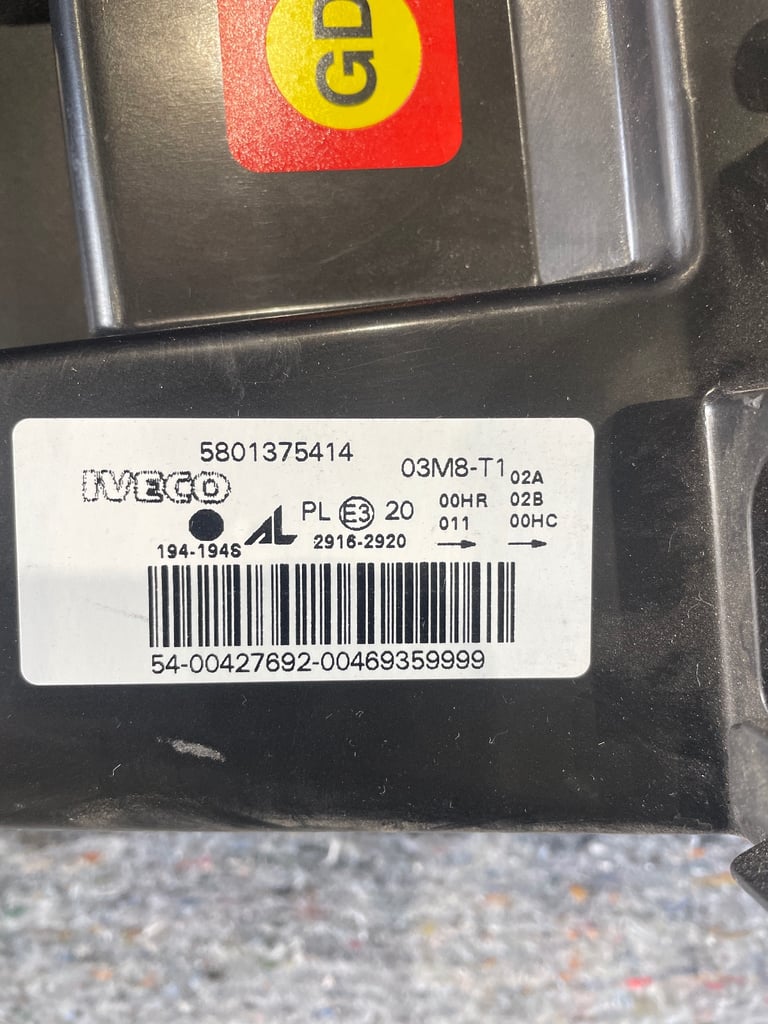 GD
5801375414
IVECO
03M8-T1
02A
PL E3 20
00HR
02B
AL
011
00HC
194-194S
2916-2920
54-00427692-00469359999